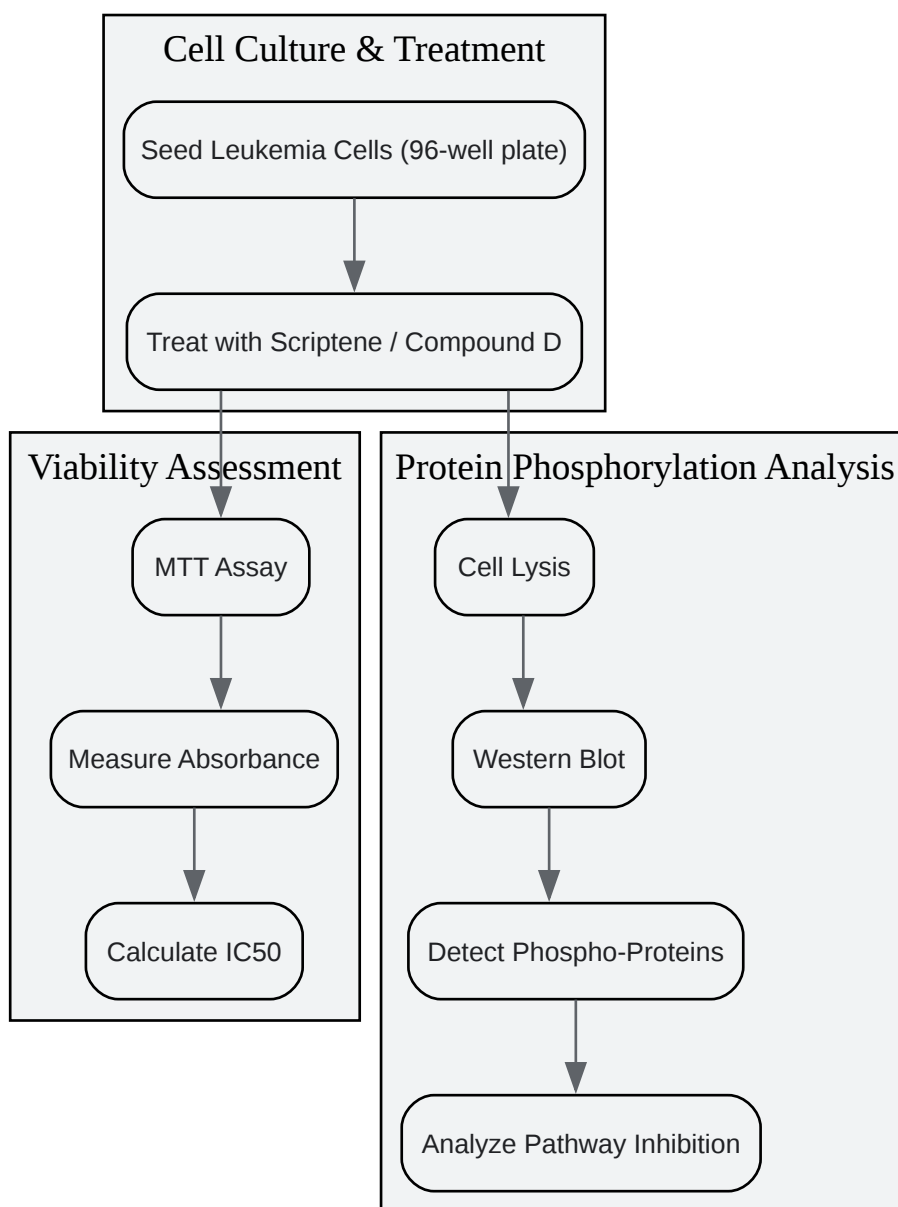 Cell Culture & Treatment
Seed Leukemia Cells (96-well plate)
Treat with Scriptene / Compound D
Viability Assessment
MTT Assay
Measure Absorbance
Calculate IC50
Protein Phosphorylation Analysis
Cell Lysis
Western Blot
Detect Phospho-Proteins
Analyze Pathway Inhibition